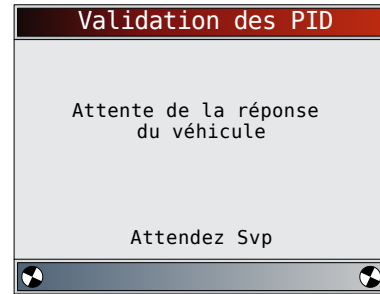 Validation des PID
Attente de la réponse
du véhicule
Attendez Svp